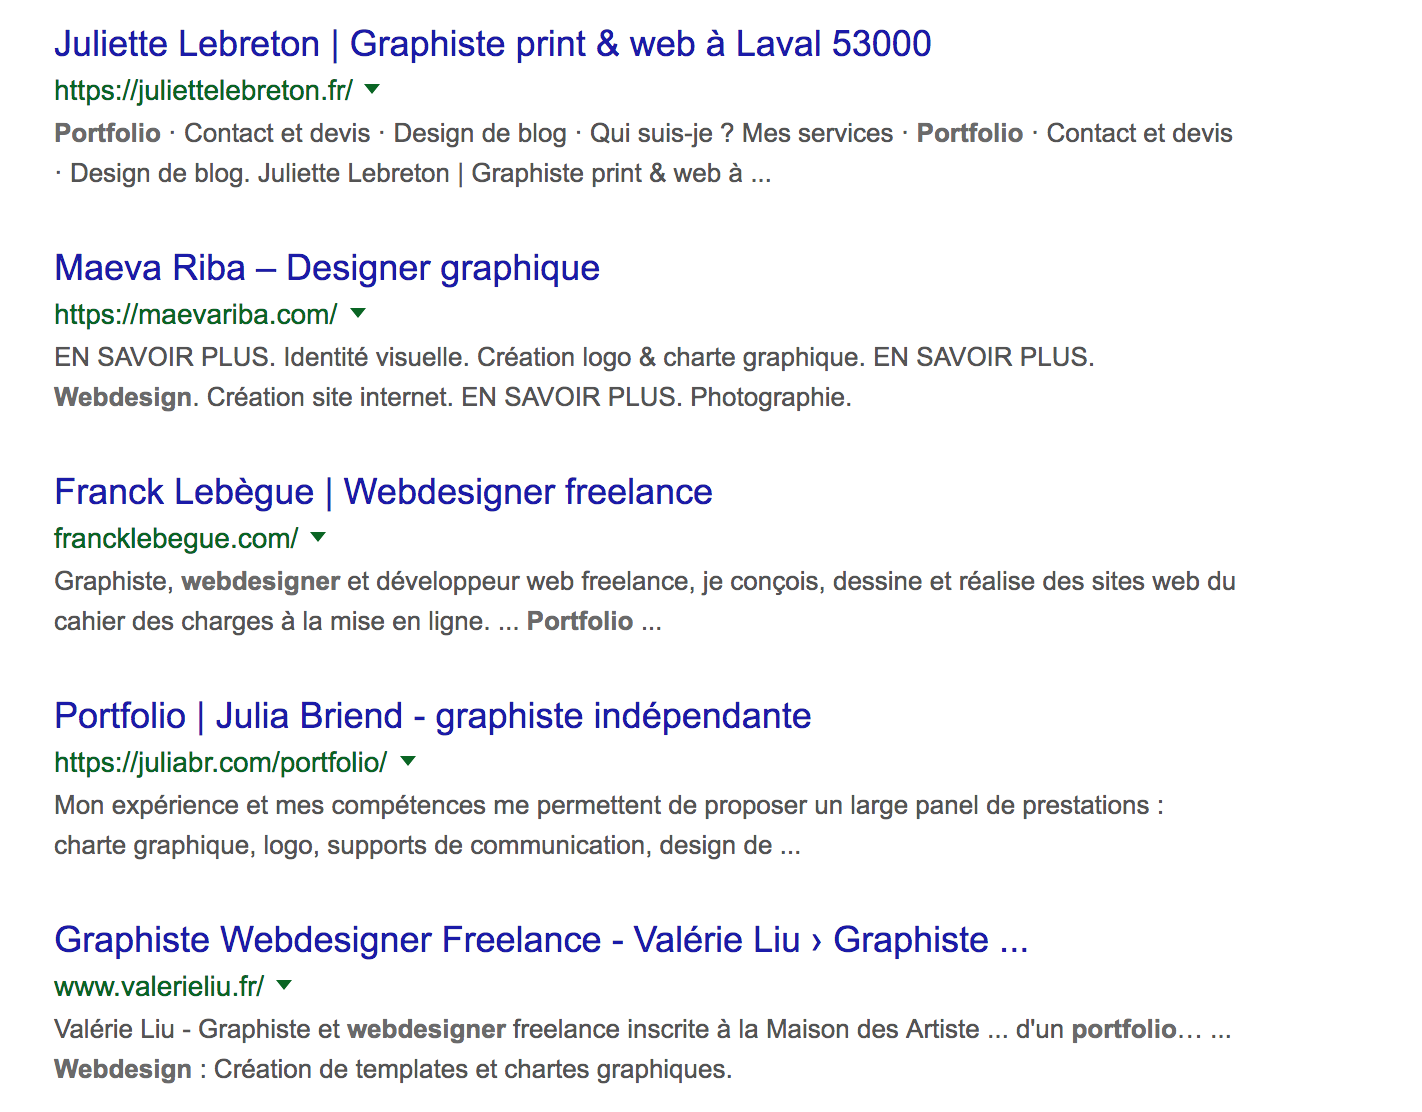 Juliette Lebreton | Graphiste print & web à Laval 53000
https://juliettelebreton.fr/
Portfolio · Contact et devis · Design de blog · Qui suis-je ? Mes services · Portfolio · Contact et devis
· Design de blog. Juliette Lebreton | Graphiste print & web à ...
Maeva Riba – Designer graphique
https://maevariba.com/
EN SAVOIR PLUS. Identité visuelle. Création logo & charte graphique. EN SAVOIR PLUS.
Webdesign. Création site internet. EN SAVOIR PLUS. Photographie.
Franck Lebègue | Webdesigner freelance
francklebegue.com/
Graphiste, webdesigner et développeur web freelance, je conçois, dessine et réalise des sites web du
cahier des charges à la mise en ligne. ... Portfolio ...
Portfolio | Julia Briend - graphiste indépendante
https://juliabr.com/portfolio/
Mon expérience et mes compétences me permettent de proposer un large panel de prestations :
charte graphique, logo, supports de communication, design de ...
Graphiste Webdesigner Freelance - Valérie Liu › Graphiste ...
www.valerieliu.fr/
Valérie Liu - Graphiste et webdesigner freelance inscrite à la Maison des Artiste ... d'un portfolio… ...
Webdesign : Création de templates et chartes graphiques.